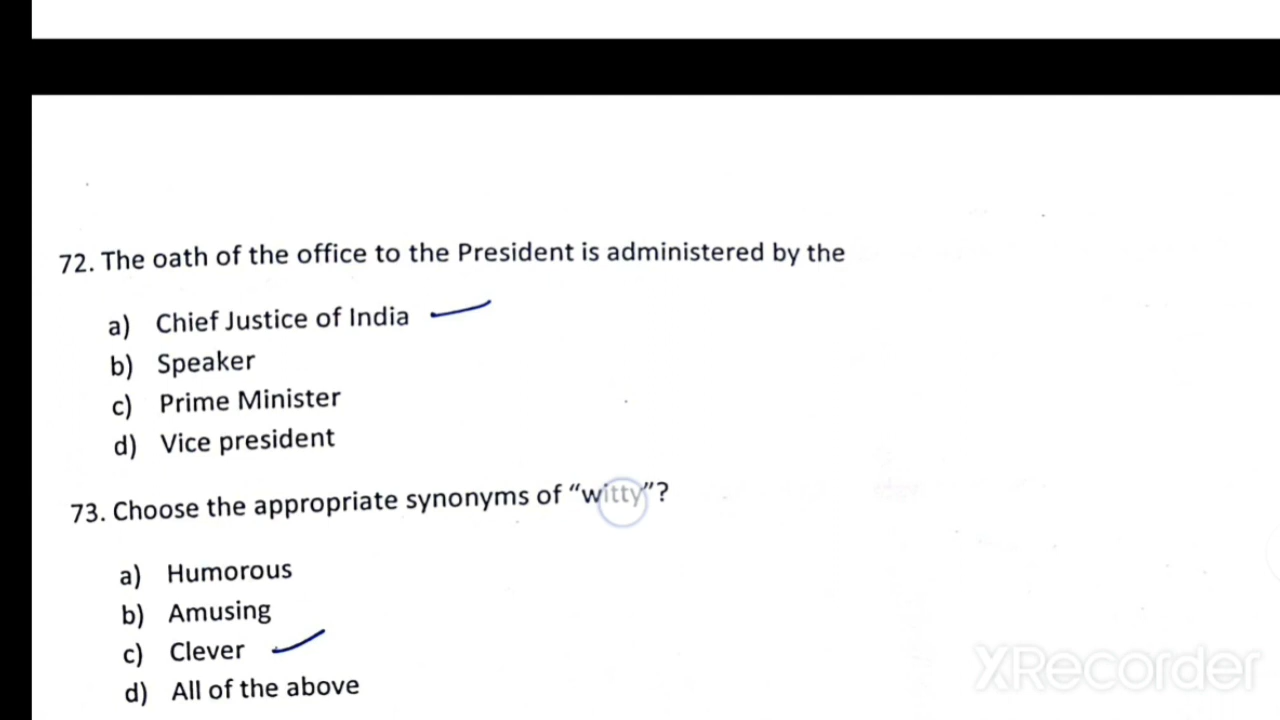 72. The oath of the office to the President is administered by the
a) Chief Justice of India
b) Speaker
c) Prime Minister
d) Vice president
73. Choose the appropriate synonyms of “witty”?
a) Humorous
b) Amusing
c) Clever
d) All of the above
XRecorder